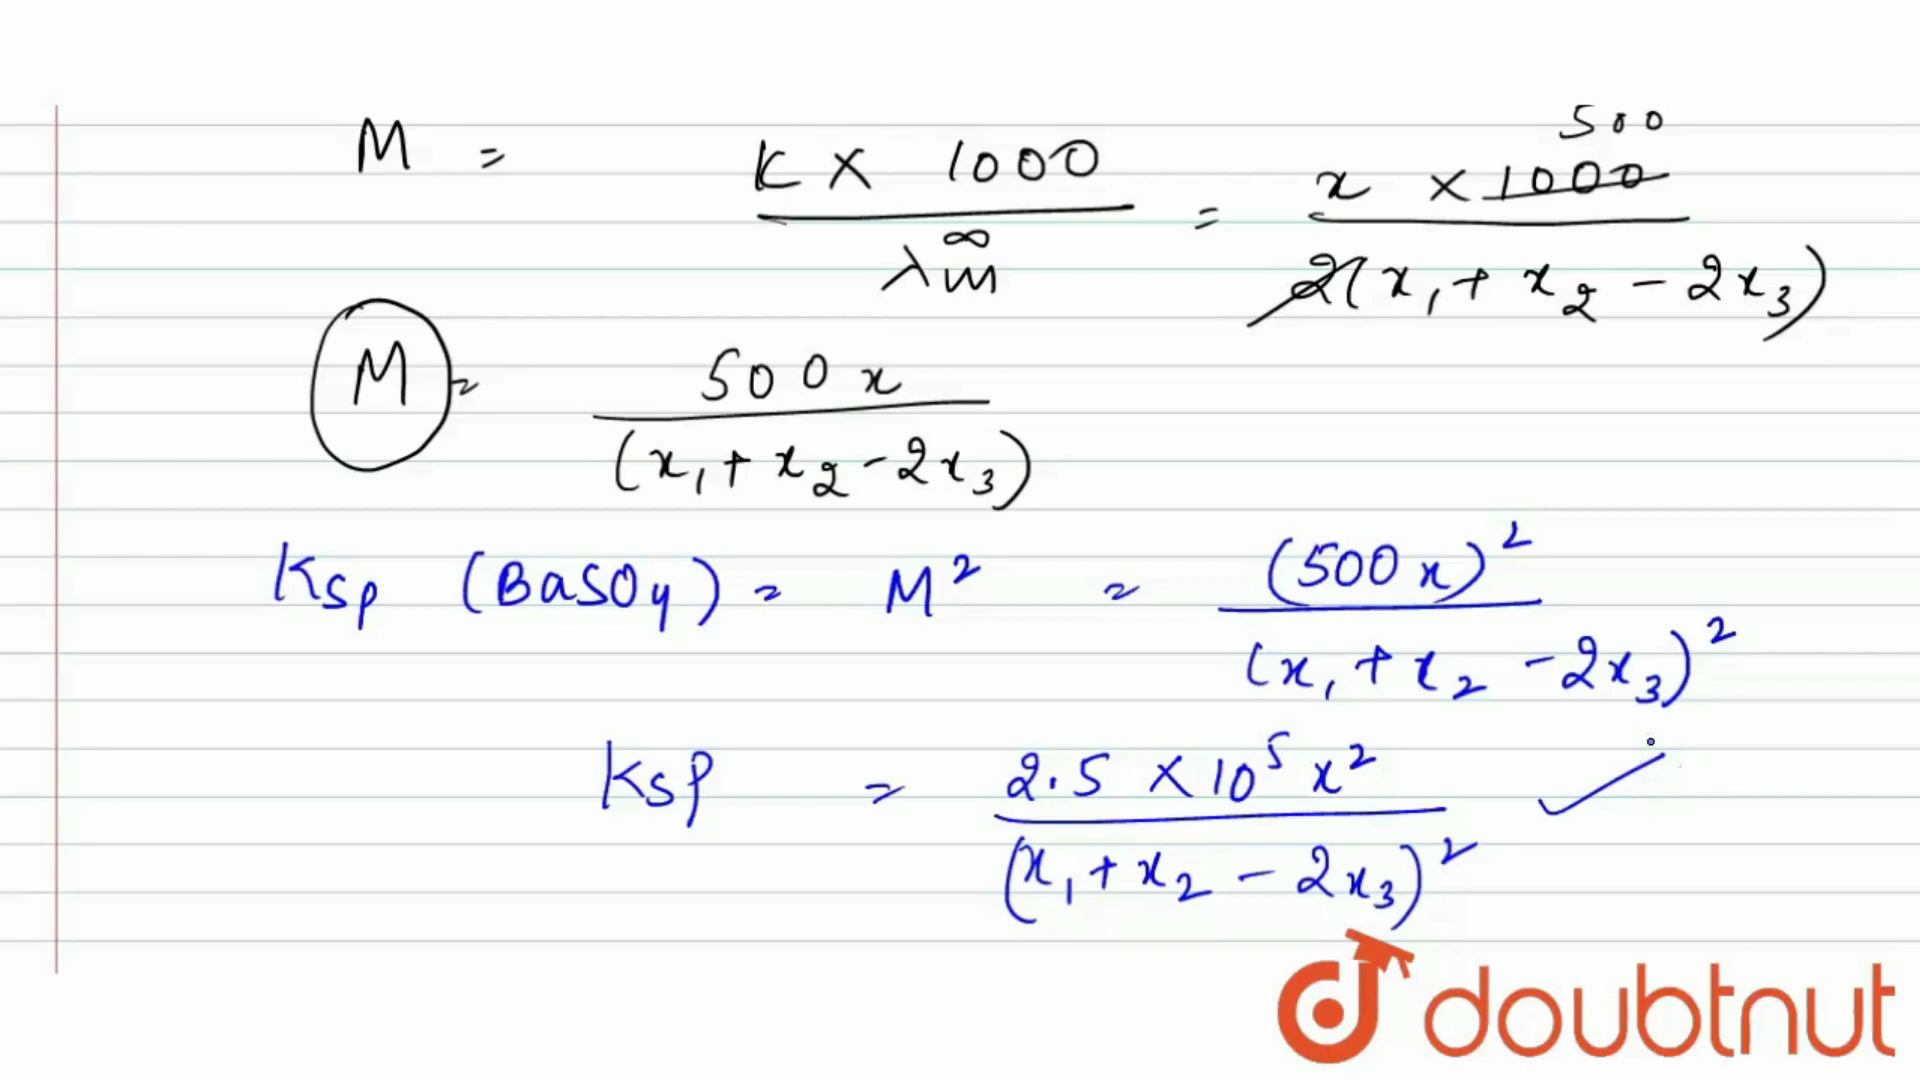 M = K × 1000 / λm∞ = x × 1000 500 / 2(x₁ + x₂ - 2x₃)
M = 500x / (x₁ + x₂ - 2x₃)
Ksp (BaSO4) = M² = (500x)² / (x₁ + x₂ - 2x₃)²
Ksp = 2.5 × 10⁵ x² / (x₁ + x₂ - 2x₃)²
doubtnut